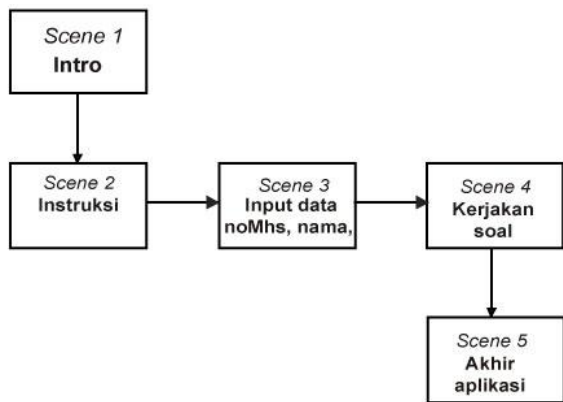 Scene 1
Intro
Scene 2
Instruksi
Scene 3
Input data
noMhs, nama,
Scene 4
Kerjakan
soal
Scene 5
Akhir
aplikasi